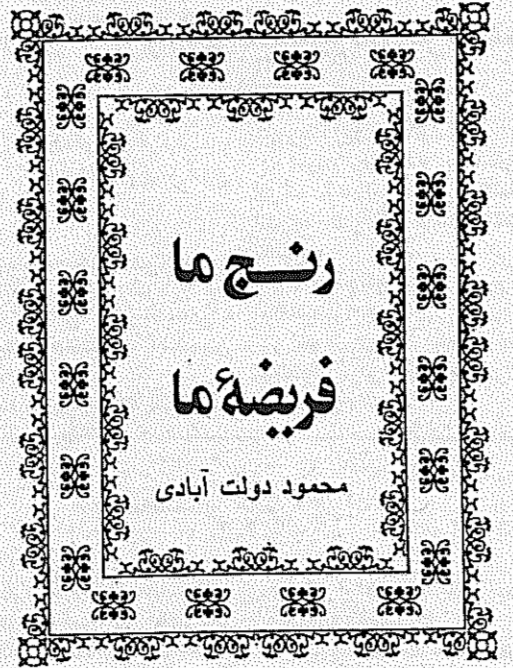 رنج ما
فریضهٔ ما
محمود دولت آبادی